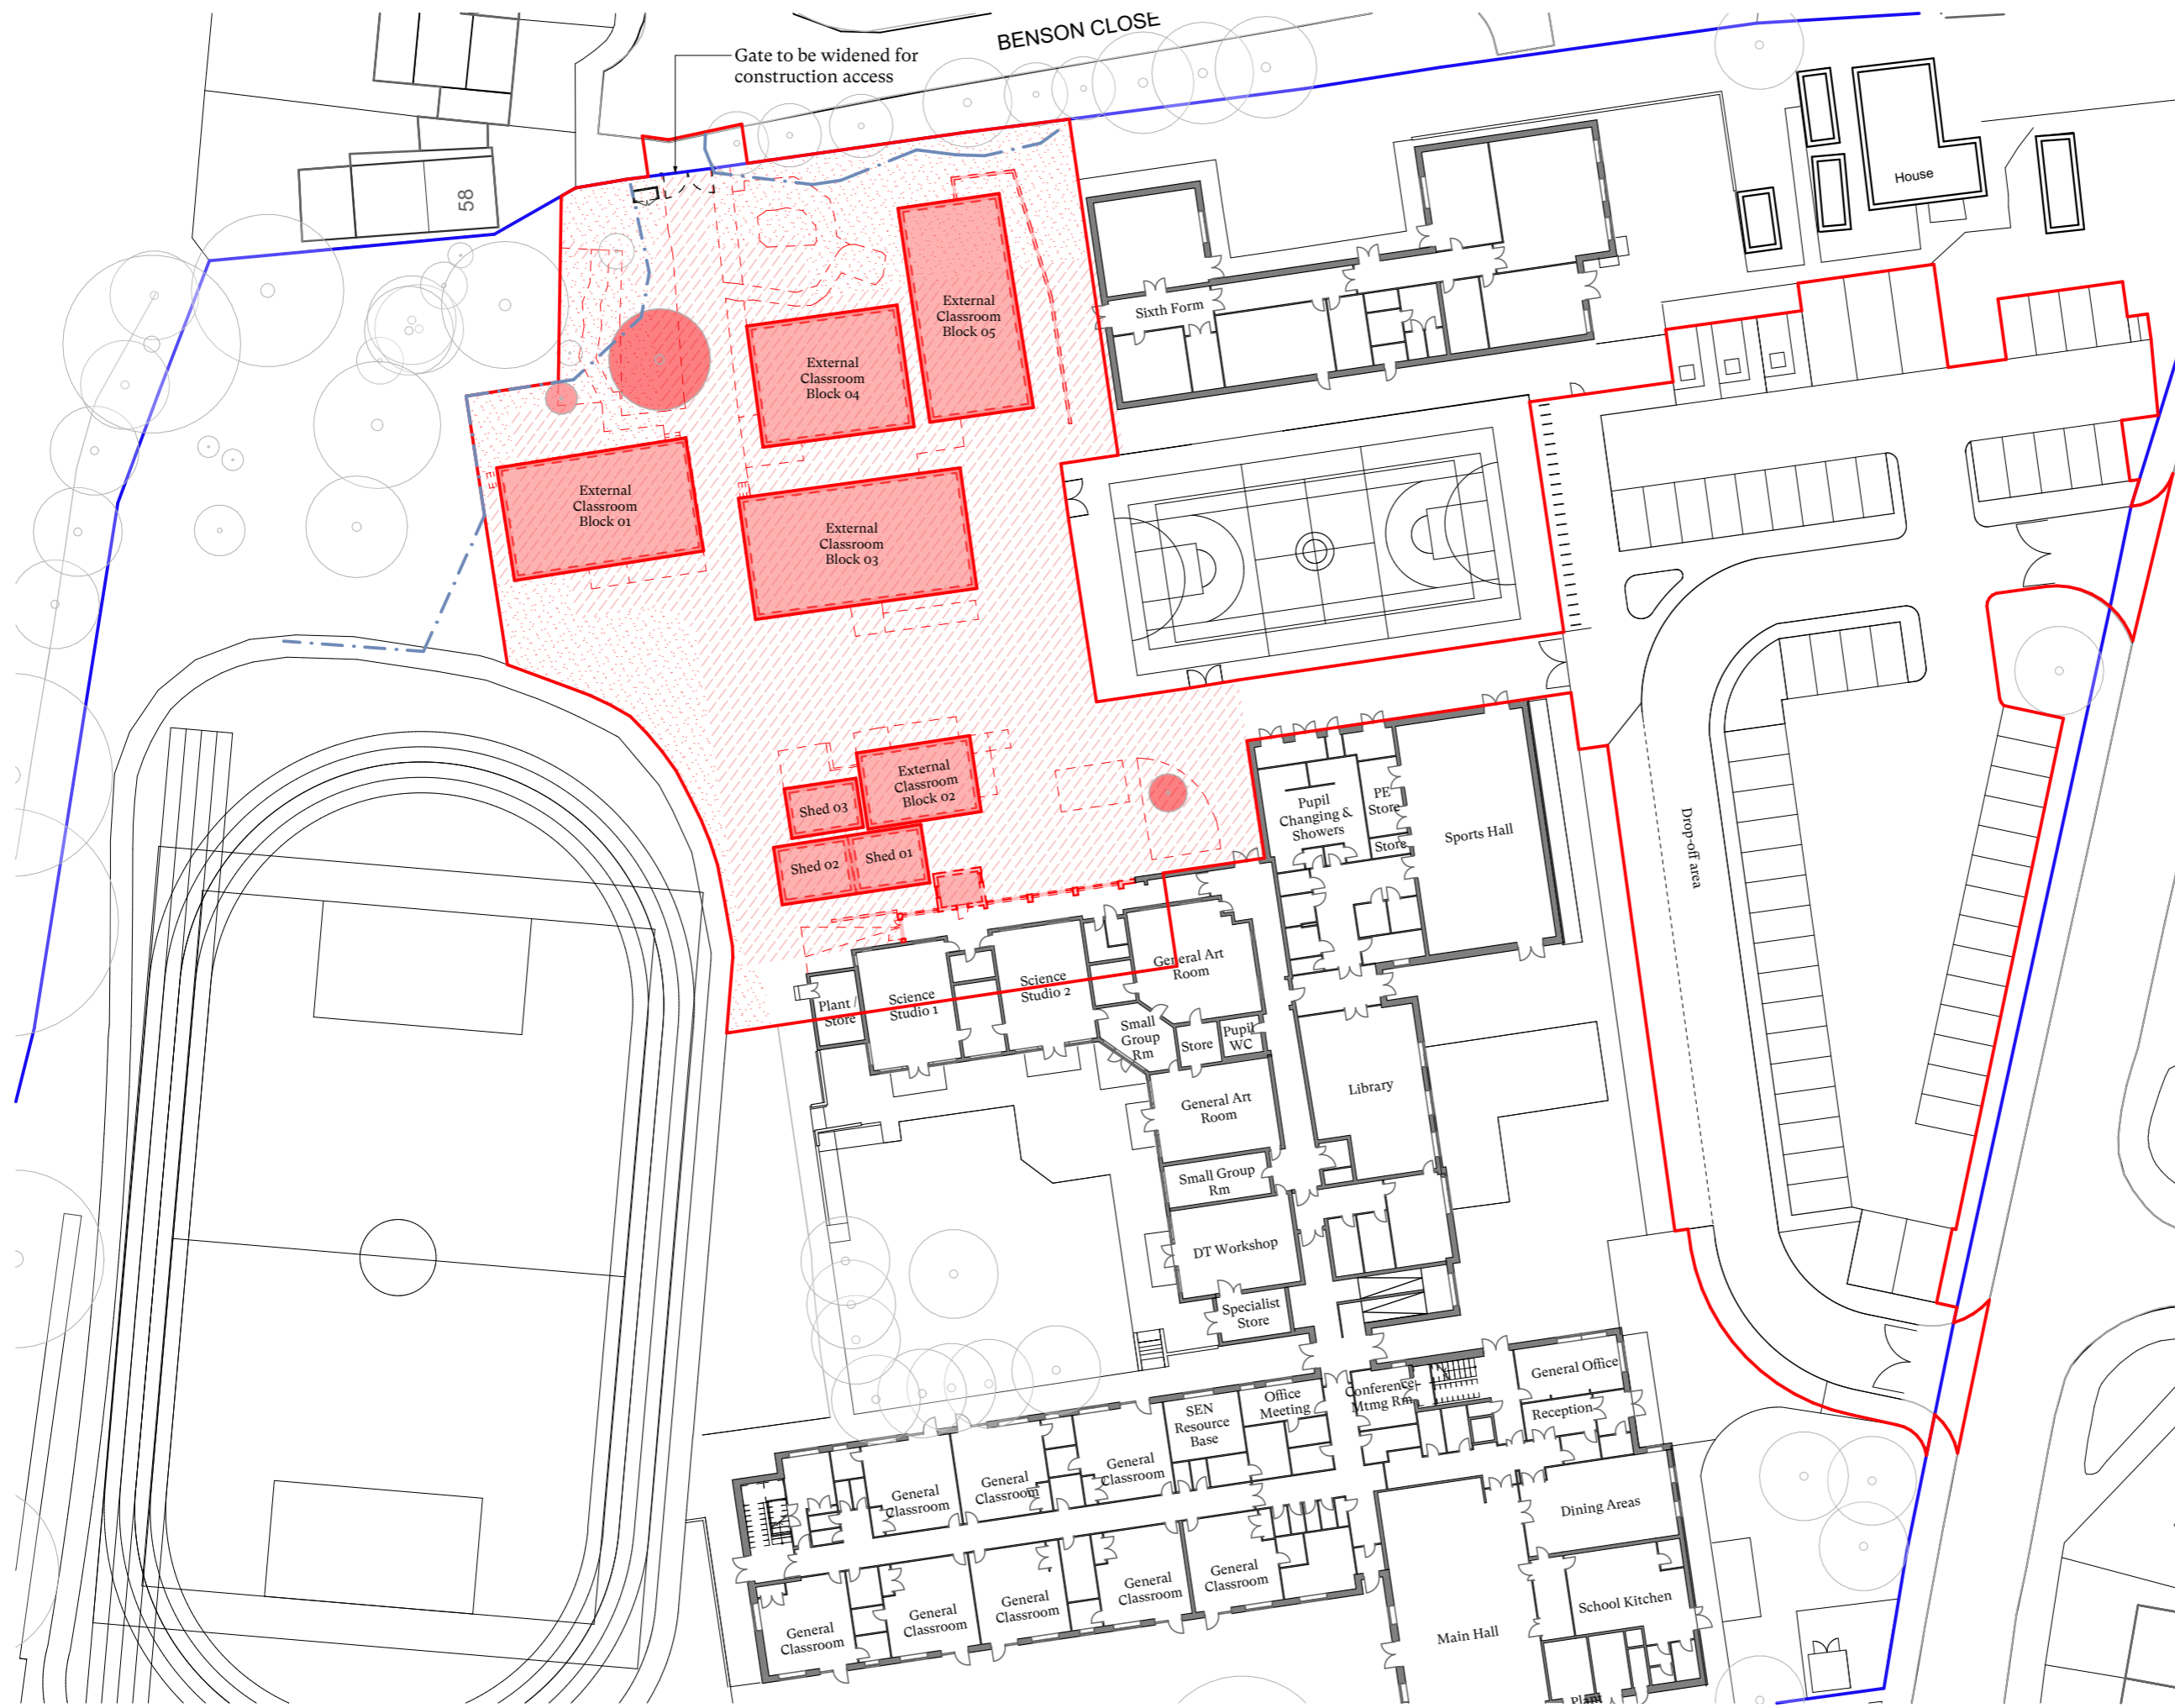 BENSON CLOSE
Gate to be widened for
construction access
58
House
External
Classroom
Block 05
Sixth Form
External
Classroom
Block 04
External
Classroom
Block 01
External
Classroom
Block 03
External
Classroom
Block 02
Shed 03
Shed 02
Shed 01
Pupil
Changing &
Showers
PE
Store
Store
Sports Hall
Drop-off area
Plant /
Store
Science
Studio 1
Science
Studio 2
General Art
Room
Small
Group
Rm
Store
Pupil
WC
Library
General Art
Room
Small Group
Rm
DT Workshop
Specialist
Store
General Office
Conference
Mtmg Rm
Reception
Office
Meeting
SEN
Resource
Base
General
Classroom
General
Classroom
General
Classroom
Dining Areas
General
Classroom
General
Classroom
General
Classroom
General
Classroom
General
Classroom
School Kitchen
Main Hall
Plant